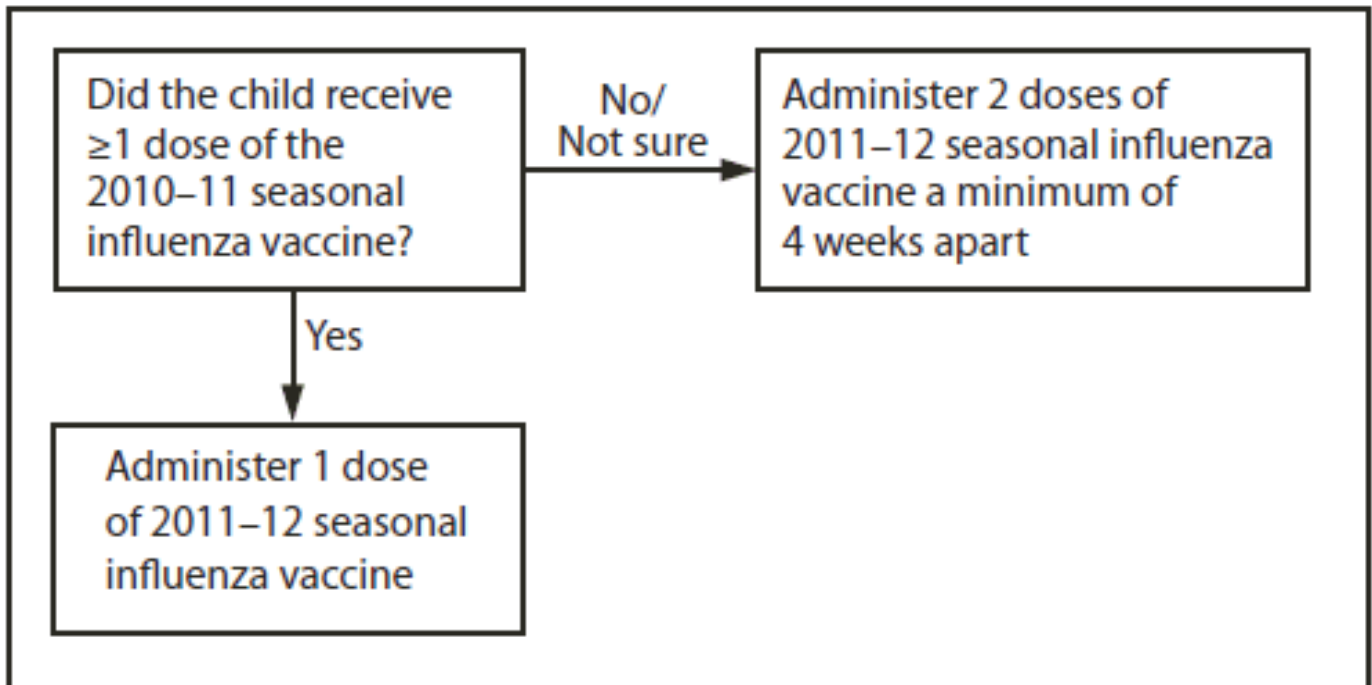 Did the child receive
≥1 dose of the
2010–11 seasonal
influenza vaccine?
No/
Not sure
Administer 2 doses of
2011–12 seasonal influenza
vaccine a minimum of
4 weeks apart
Yes
Administer 1 dose
of 2011–12 seasonal
influenza vaccine